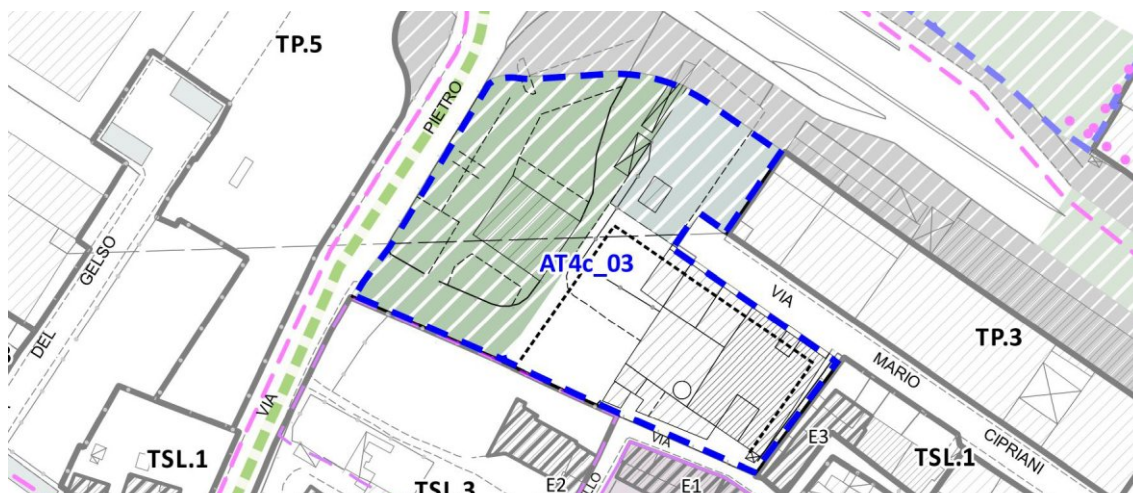 TP.5
PIETRO
GELSO
DEL
AT4c_03
VIA
MARIO
TP.3
VIA
CIPRIANI
E3
TSL.1
VIA
TSL.1
TSL.3
E2
E1